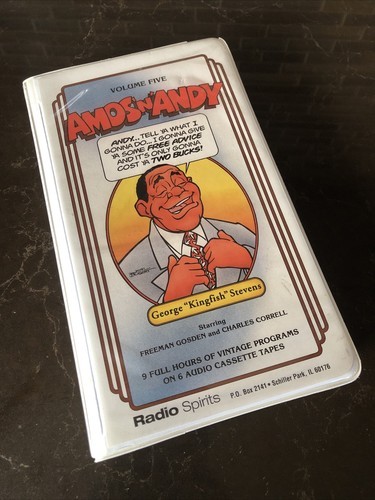 VOLUME FIVE
AMOS 'N' ANDY
ANDY... TELL YA WHAT I
GONNA DO... I GONNA GIVE
YA SOME FREE ADVICE
AND IT'S ONLY GONNA
COST YA TWO BUCKS!
George "Kingfish" Stevens
Starring
FREEMAN GOSDEN and CHARLES CORRELL
9 FULL HOURS OF VINTAGE PROGRAMS
ON 6 AUDIO CASSETTE TAPES
Radio Spirits P.O. Box 2141 • Schiller Park, IL 60176